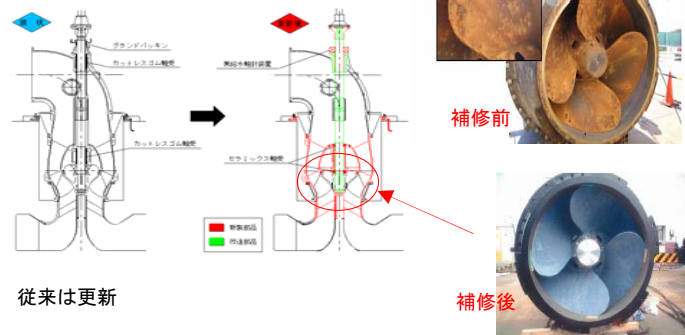 現状
グランドパッキン
カットレスゴム軸受
カットレスゴム軸受
更新後
無給水軸封装置
セラミックス軸受
新製部品
改造部品
従来は更新
補修前
補修後